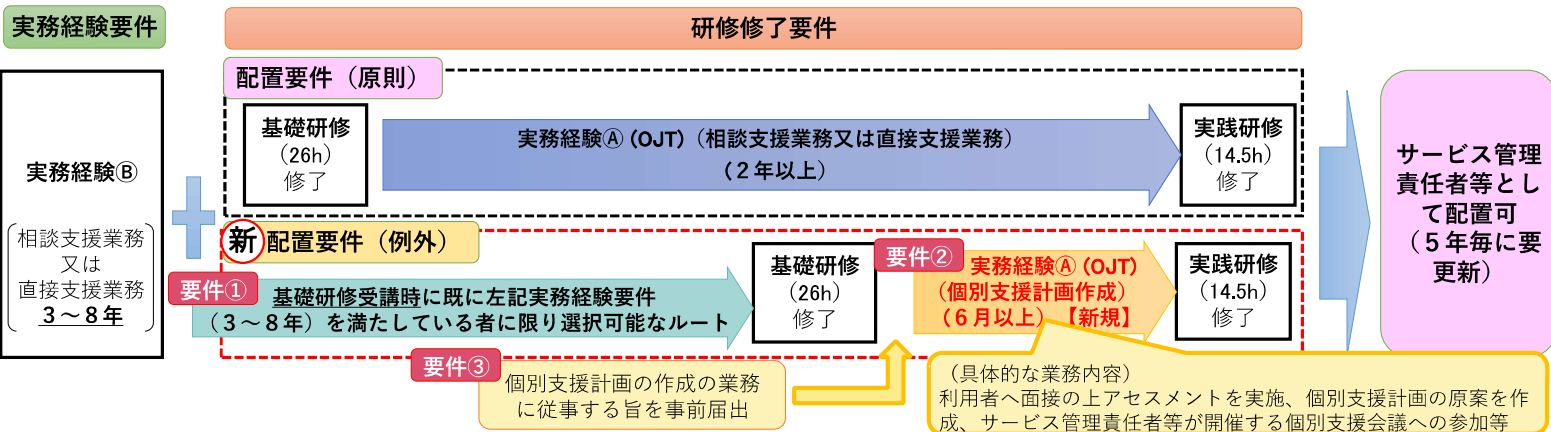 実務経験要件
研修修了要件
実務経験Ⓑ
相談支援業務
又は
直接支援業務
3~8年
配置要件（原則）
基礎研修
（26h）
修了
実務経験Ⓐ (OJT)（相談支援業務又は直接支援業務）
（２年以上）
実践研修
（14.5h）
修了
新
配置要件（例外）
要件①
基礎研修受講時に既に左記実務経験要件
（３～８年）を満たしている者に限り選択可能なルート
基礎研修
（26h）
修了
要件②
実務経験Ⓐ (OJT)
（個別支援計画作成）
（６月以上）【新規】
実践研修
（14.5h）
修了
要件③
個別支援計画の作成の業務
に従事する旨を事前届出
（具体的な業務内容）
利用者へ面接の上アセスメントを実施、個別支援計画の原案を作
成、サービス管理責任者等が開催する個別支援会議への参加等
サービス管理
責任者等とし
て配置可
（５年毎に要
更新）